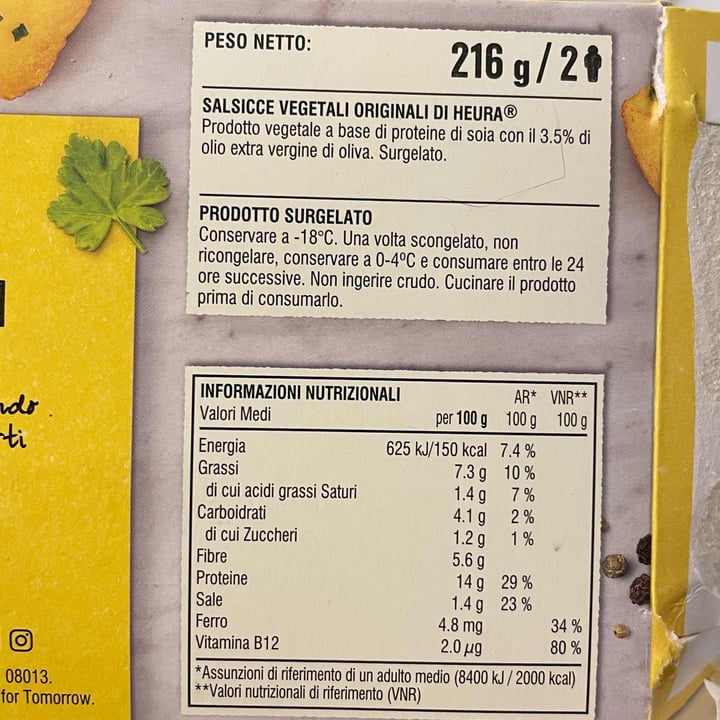 PESO NETTO:
216 g / 2
SALSICCE VEGETALI ORIGINALI DI HEURA®
Prodotto vegetale a base di proteine di soia con il 3.5% di
olio extra vergine di oliva. Surgelato.
PRODOTTO SURGELATO
Conservare a -18ºC. Una volta scongelato, non
ricongelare, conservare a 0-4ºC e consumare entro le 24
ore successive. Non ingerire crudo. Cucinare il prodotto
prima di consumarlo.
INFORMAZIONI NUTRIZIONALI AR* VNR**
Valori Medi per 100 g 100 g 100 g
Energia 625 kJ/150 kcal 7.4 %
Grassi 7.3 g 10 %
di cui acidi grassi Saturi 1.4 g 7 %
Carboidrati 4.1 g 2 %
di cui Zuccheri 1.2 g 1 %
Fibre 5.6 g
Proteine 14 g 29 %
Sale 1.4 g 23 %
Ferro 4.8 mg 34 %
Vitamina B12 2.0 µg 80 %
*Assunzioni di riferimento di un adulto medio (8400 kJ / 2000 kcal)
**Valori nutrizionali di riferimento (VNR)
08013.
for Tomorrow.